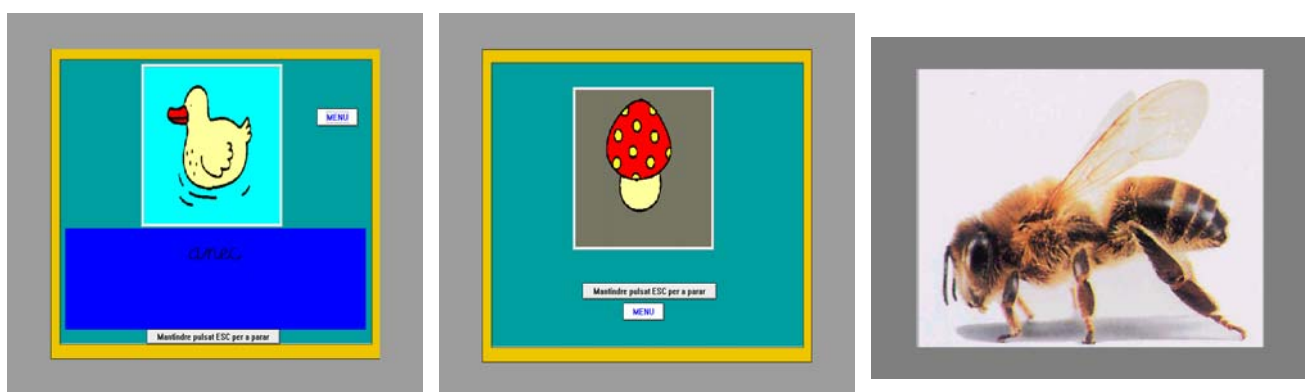 MENU
anec
Mantindre pulsat ESC per a parar
Mantindre pulsat ESC per a parar
MENU